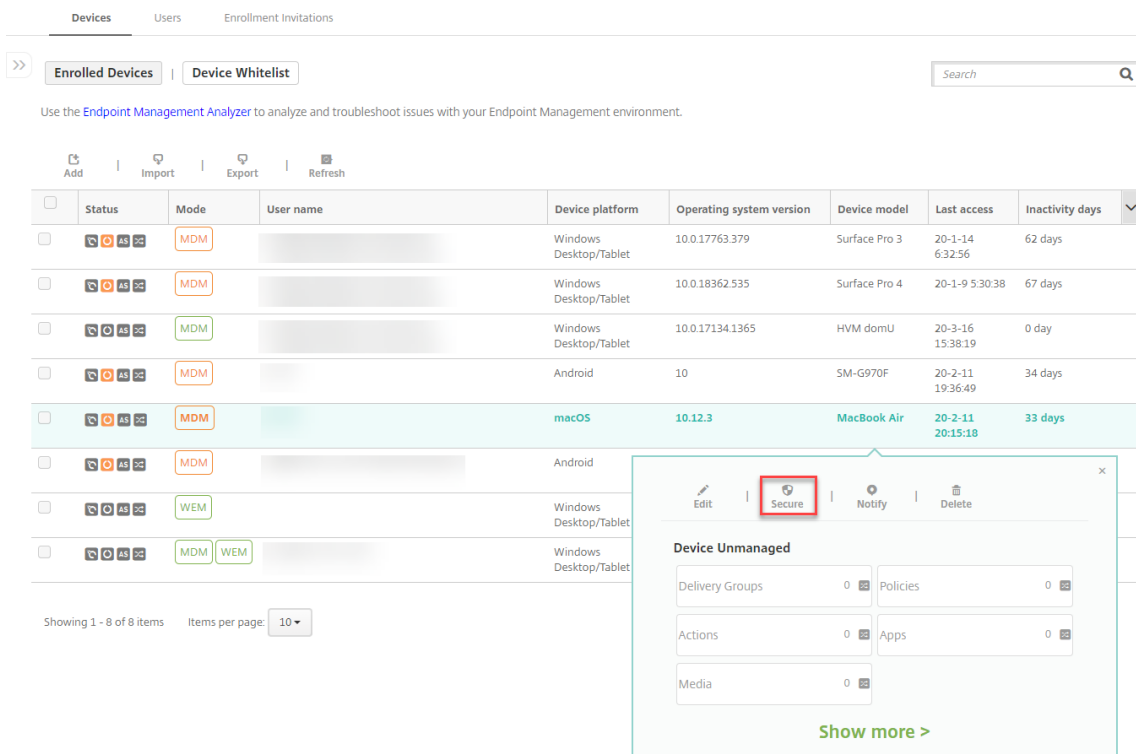 Devices Users Enrollment Invitations
Enrolled Devices | Device Whitelist Search
Use the Endpoint Management Analyzer to analyze and troubleshoot issues with your Endpoint Management environment.
Add | Import | Export | Refresh
Status Mode User name Device platform Operating system version Device model Last access Inactivity days
AS MDM Windows 10.0.17763.379 Surface Pro 3 20-1-14 62 days
Desktop/Tablet 6:32:56
AS MDM Windows 10.0.18362.535 Surface Pro 4 20-1-9 5:30:38 67 days
Desktop/Tablet
AS MDM Windows 10.0.17134.1365 HVM domU 20-3-16 0 day
Desktop/Tablet 15:38:19
AS MDM Android 10 SM-G970F 20-2-11 34 days
19:36:49
AS MDM macOS 10.12.3 MacBook Air 20-2-11 33 days
20:15:18
AS MDM Android
AS WEM Windows
Desktop/Tablet
AS MDM WEM Windows
Desktop/Tablet
Edit | Secure | Notify | Delete
Device Unmanaged
Delivery Groups 0 Policies 0
Actions 0 Apps 0
Media 0
Show more >
Showing 1 - 8 of 8 items Items per page: 10